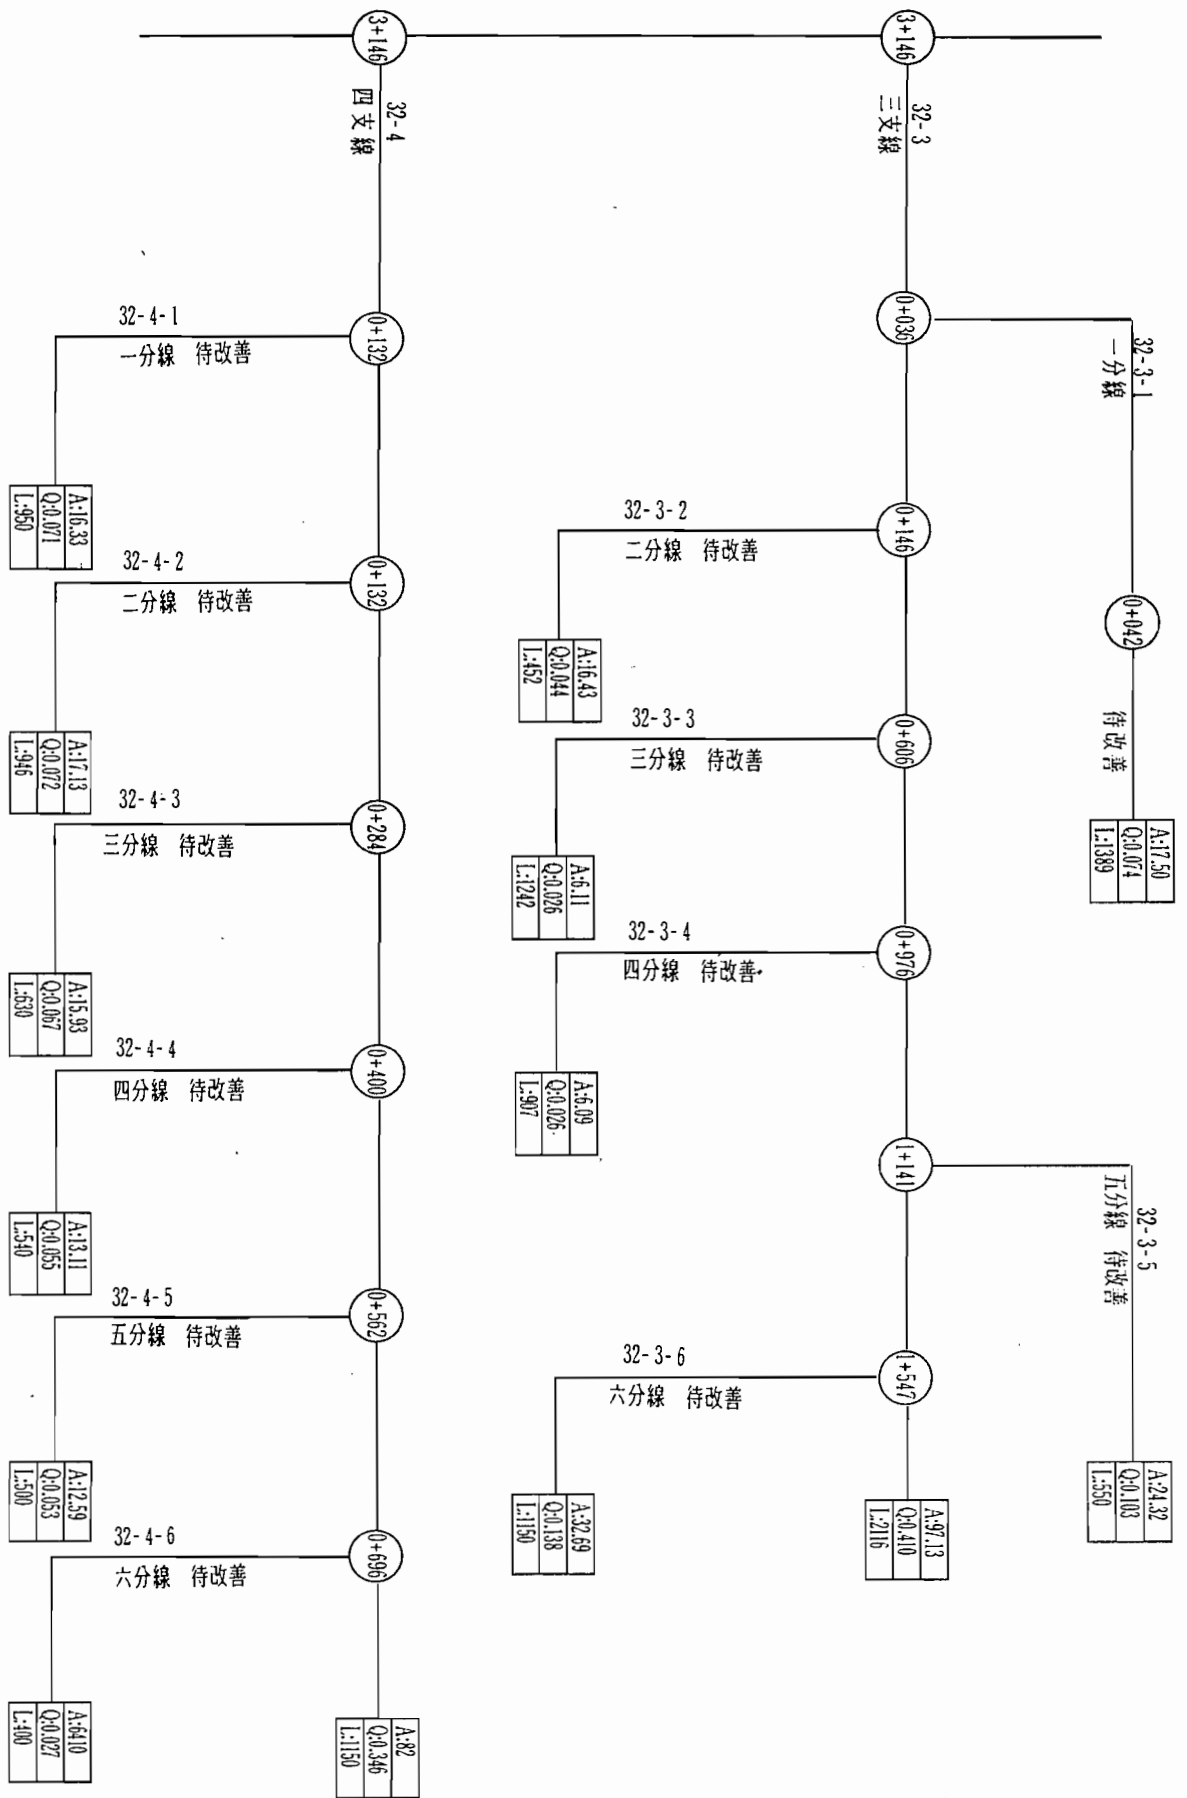 3+146
32-4
四支線
3+146
32-3
三支線
0+132
32-4-1
一分線 待改善
A:16.33
Q:0.071
L:950
0+132
32-4-2
二分線 待改善
A:17.13
Q:0.072
L:946
0+284
32-4-3
三分線 待改善
A:15.93
Q:0.067
L:630
0+400
32-4-4
四分線 待改善
A:13.11
Q:0.055
L:540
0+562
32-4-5
五分線 待改善
A:12.59
Q:0.053
L:500
0+696
32-4-6
六分線 待改善
A:6410
Q:0.027
L:400
A:82
Q:0.346
L:1150
0+036
32-3-1
一分線
0+042
待改善
A:17.50
Q:0.074
L:1389
0+146
32-3-2
二分線 待改善
A:16.43
Q:0.044
L:452
0+606
32-3-3
三分線 待改善
A:6.11
Q:0.026
L:1242
0+976
32-3-4
四分線 待改善
A:6.09
Q:0.026
L:907
1+141
32-3-5
五分線 待改善
A:24.32
Q:0.103
L:550
1+547
32-3-6
六分線 待改善
A:32.69
Q:0.138
L:1150
A:97.13
Q:0.410
L:2116